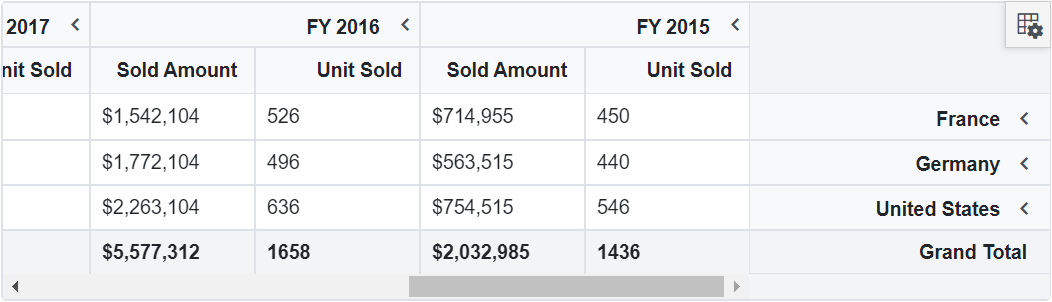 2017 FY 2016 FY 2015
nit Sold Sold Amount Unit Sold Sold Amount Unit Sold
$1,542,104 526 $714,955 450 France
$1,772,104 496 $563,515 440 Germany
$2,263,104 636 $754,515 546 United States
$5,577,312 1658 $2,032,985 1436 Grand Total